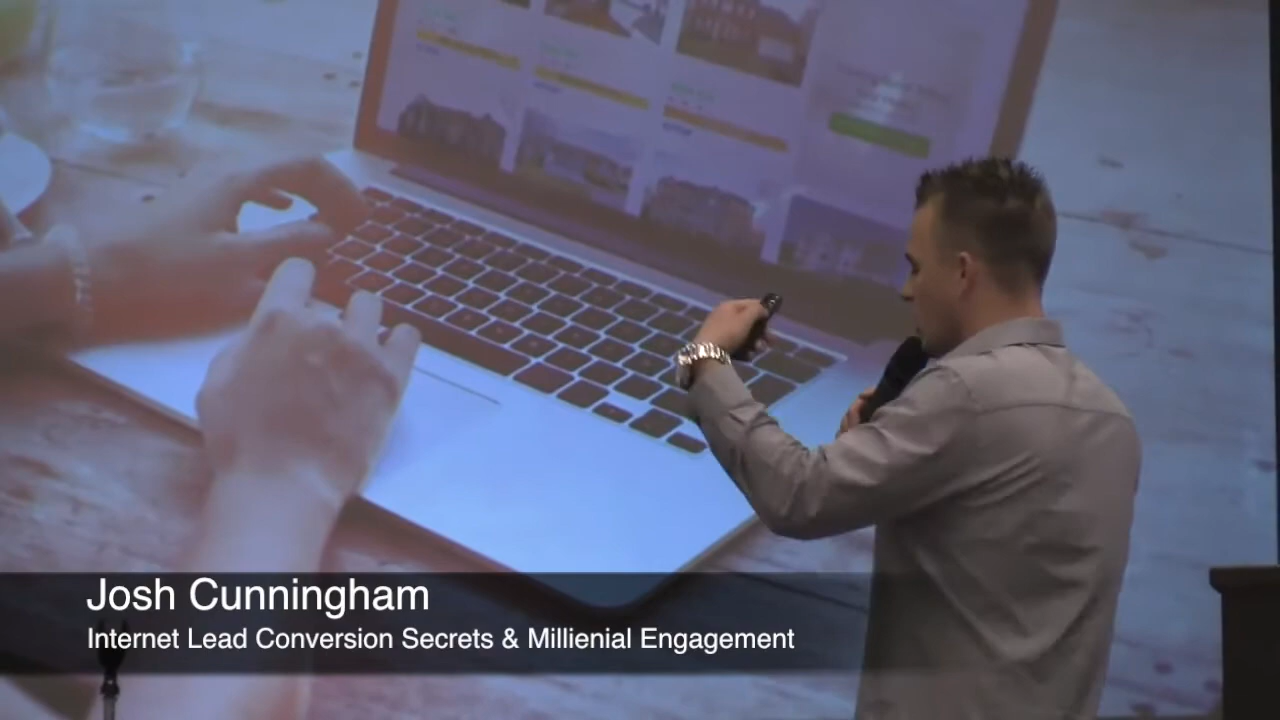 Josh Cunningham
Internet Lead Conversion Secrets & Millienial Engagement